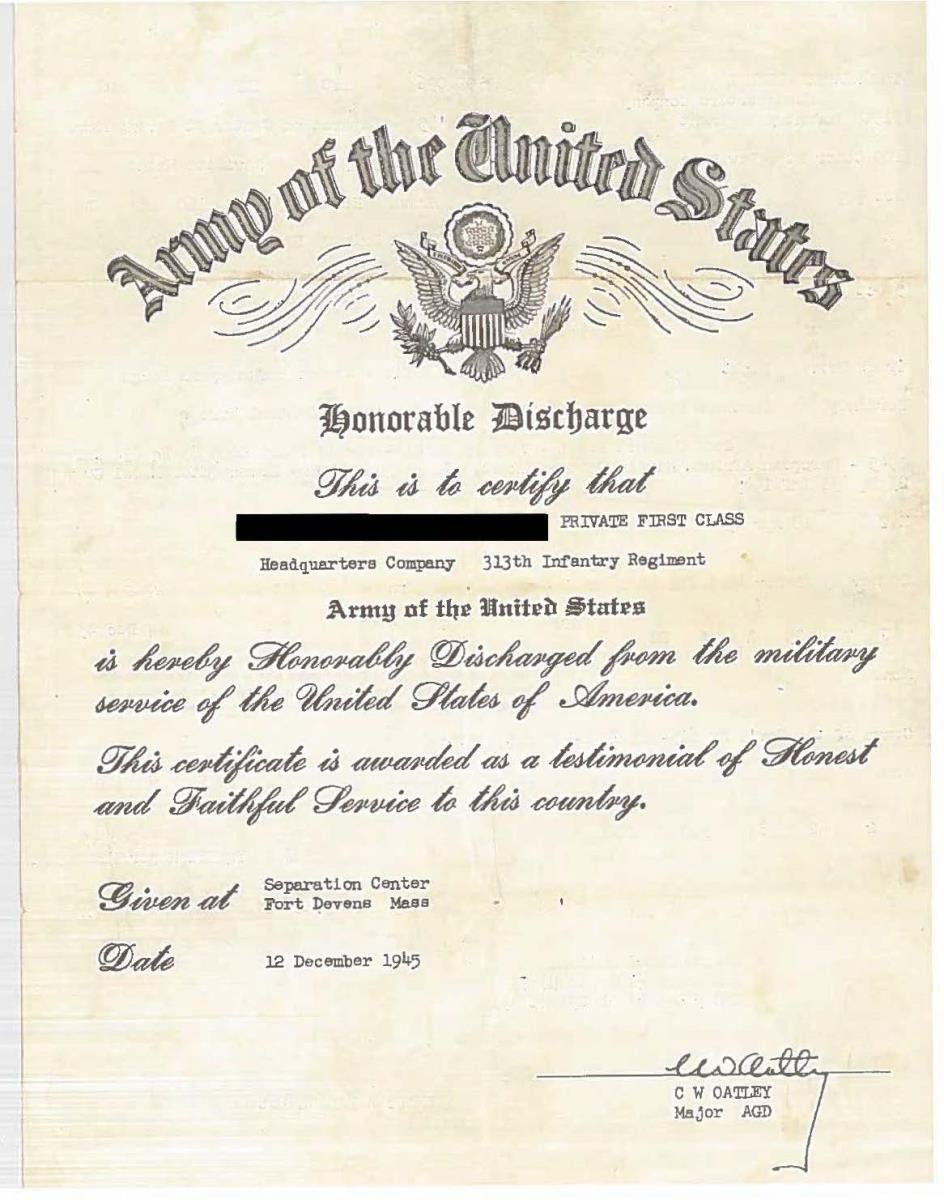 Army of the United States
Honorable Discharge
This is to certify that
PRIVATE FIRST CLASS
Headquarters Company 313th Infantry Regiment
Army of the United States
is hereby Honorably Discharged from the military
service of the United States of America.
This certificate is awarded as a testimonial of Honest
and Faithful Service to this country.
Given at Separation Center
Fort Devens Mass
Date 12 December 1945
C W OATLEY
Major AGD